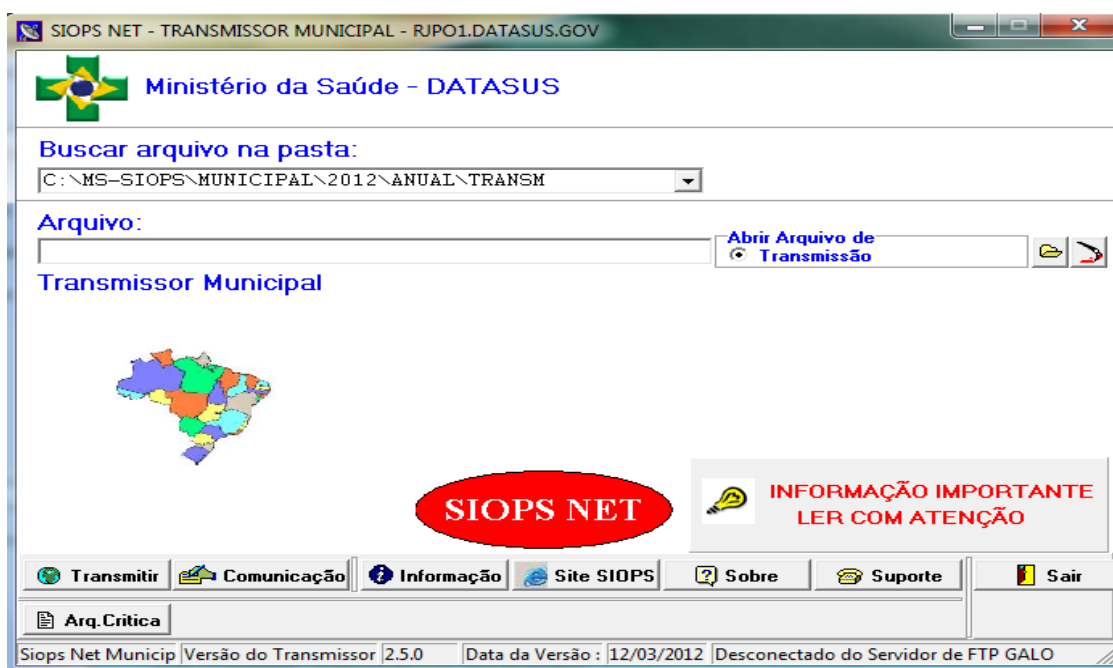 SIOPS NET - TRANSMISSOR MUNICIPAL - RJPO1.DATASUS.GOV
Ministério da Saúde - DATASUS
Buscar arquivo na pasta:
C:\MS-SIOPS\MUNICIPAL\2012\ANUAL\TRANSM
Arquivo:
Abrir Arquivo de
Transmissão
Transmissor Municipal
SIOPS NET
INFORMAÇÃO IMPORTANTE
LER COM ATENÇÃO
Transmitir Comunicação Informação Site SIOPS Sobre Suporte Sair
Arq.Critica
Siops Net Municip Versão do Transmissor 2.5.0 Data da Versão : 12/03/2012 Desconectado do Servidor de FTP GALO